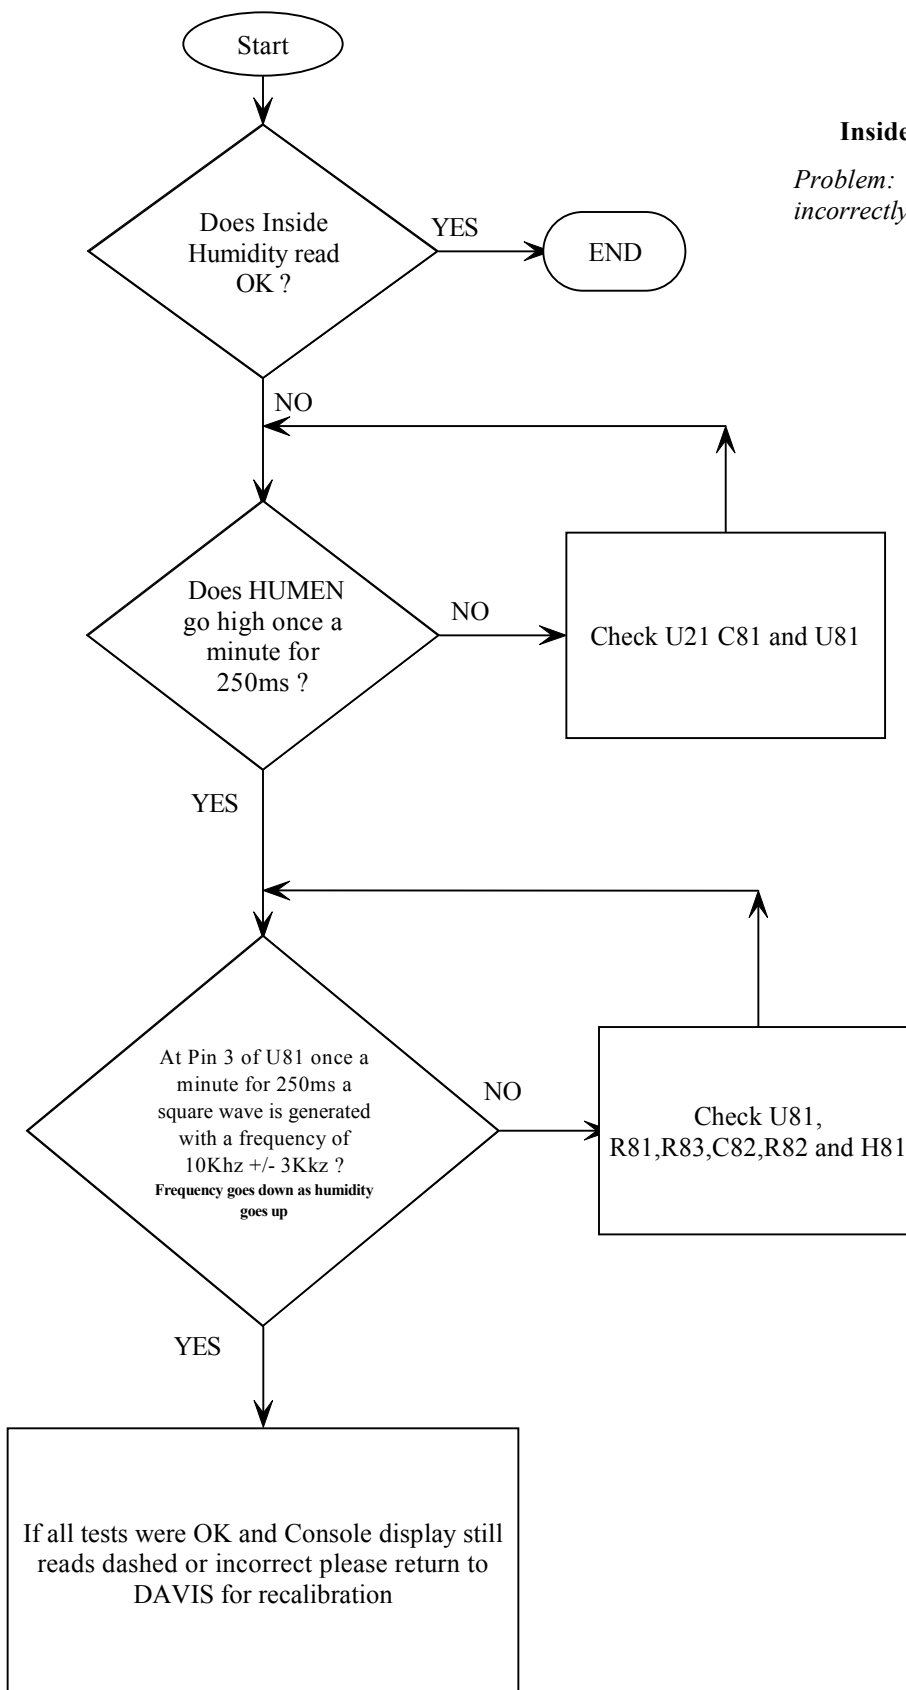 Start
Inside
Problem:
incorrectly
Does Inside
Humidity read
OK ?
YES
END
NO
Does HUMEN
go high once a
minute for
250ms ?
NO
Check U21 C81 and U81
YES
At Pin 3 of U81 once a
minute for 250ms a
square wave is generated
with a frequency of
10Khz +/- 3Kkz ?
Frequency goes down as humidity
goes up
NO
Check U81,
R81,R83,C82,R82 and H81
YES
If all tests were OK and Console display still
reads dashed or incorrect please return to
DAVIS for recalibration